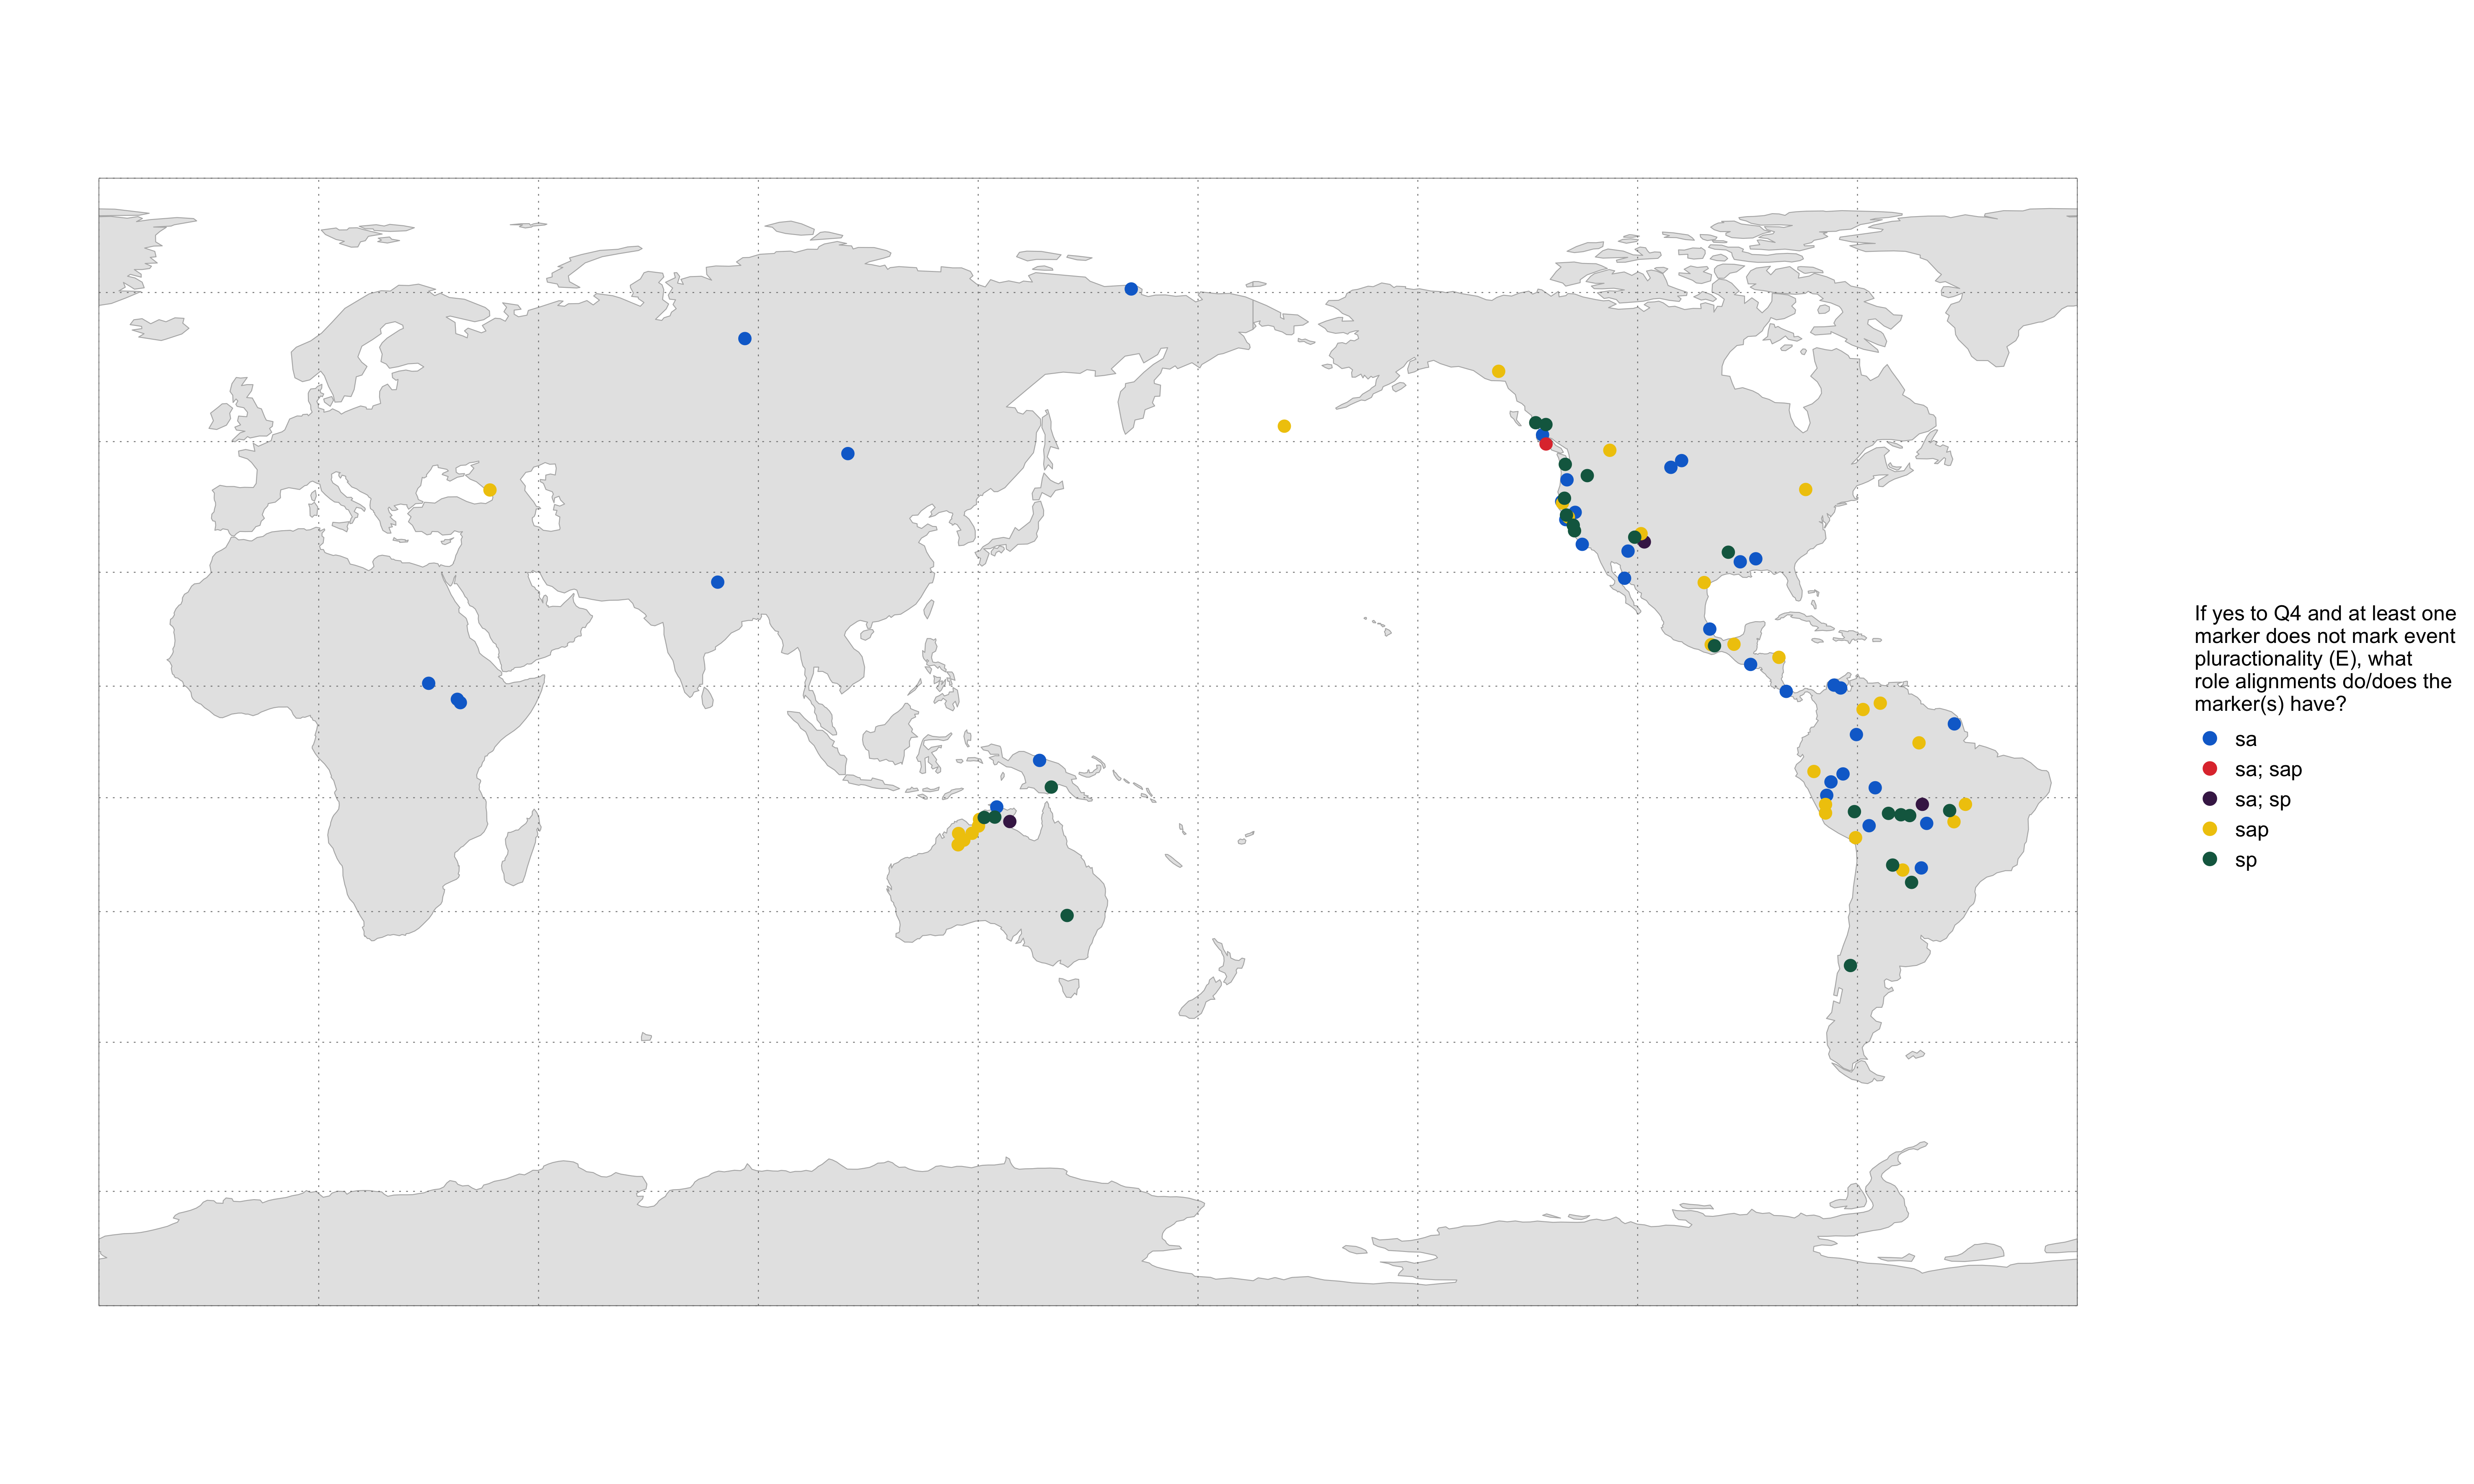 If yes to Q4 and at least one
marker does not mark event
pluractionality (E), what
role alignments do/does the
marker(s) have?
sa
sa; sap
sa; sp
sap
sp